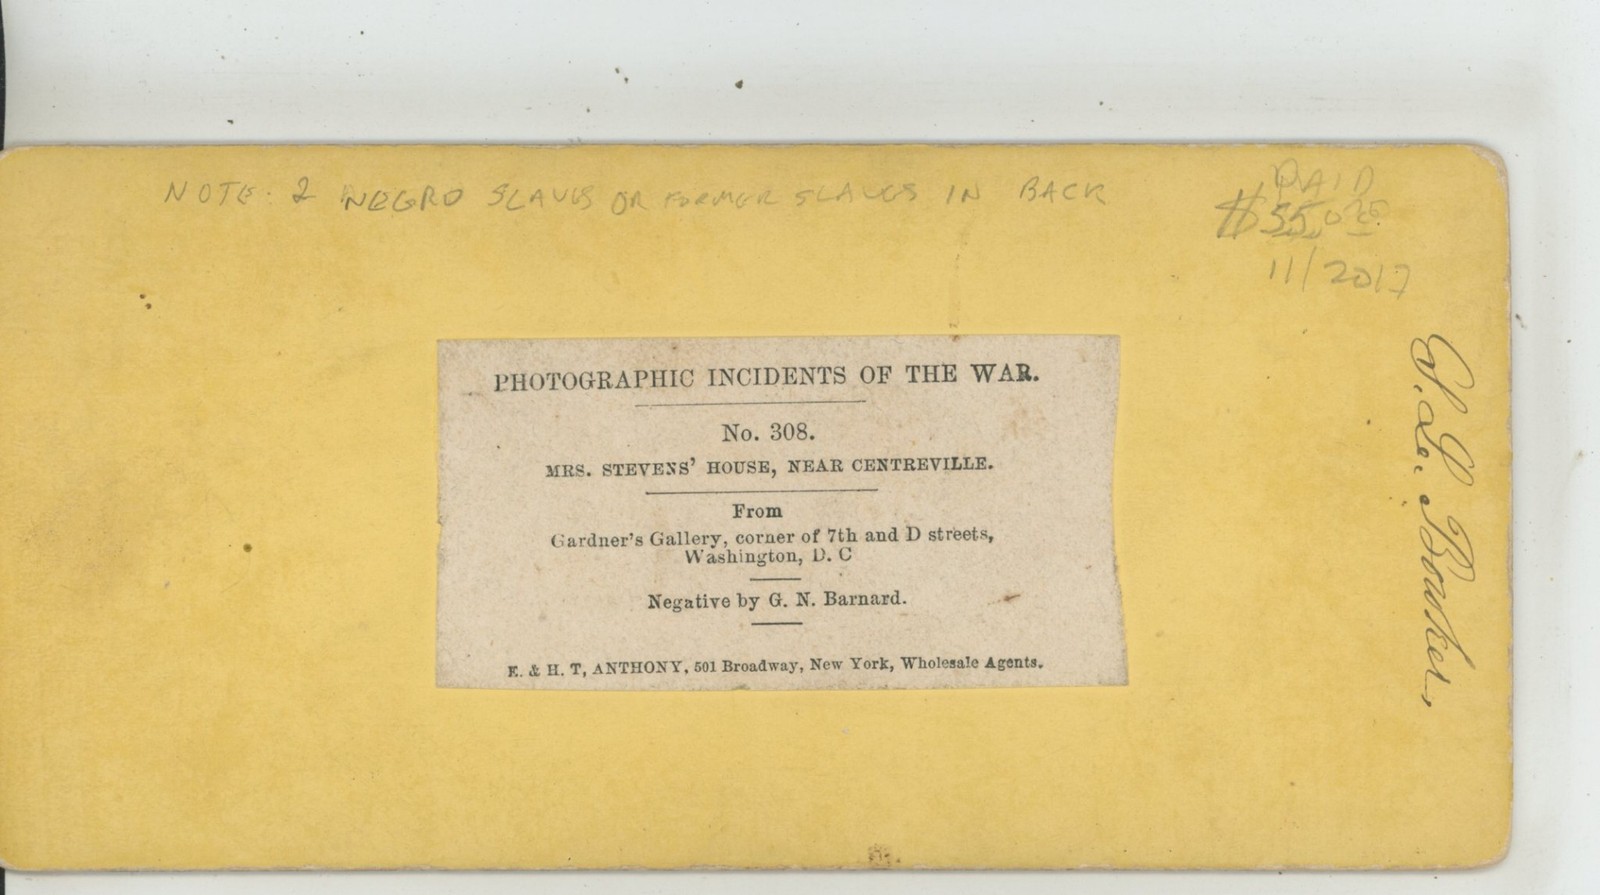 NOTE: 2 NEGRO SLAVES OR FORMER SLAVES IN BACK
PAID
$55.00
11/2017
PHOTOGRAPHIC INCIDENTS OF THE WAR.
No. 308.
MRS. STEVENS' HOUSE, NEAR CENTREVILLE.
From
Gardner's Gallery, corner of 7th and D streets,
Washington, D. C
Negative by G. N. Barnard.
E. & H. T, ANTHONY, 501 Broadway, New York, Wholesale Agents.